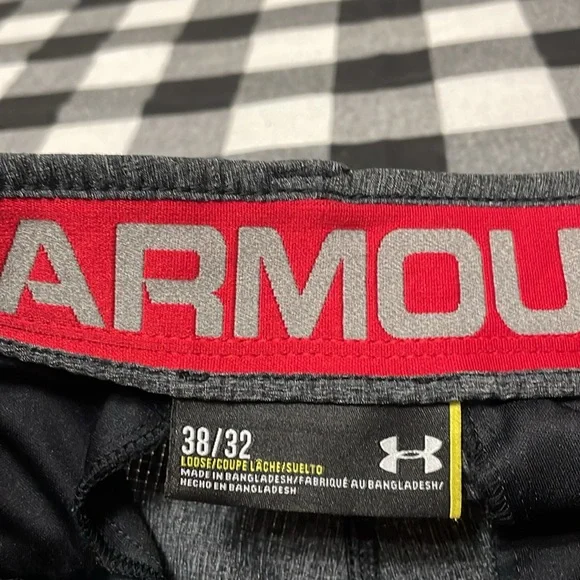 ARMOU
38/32
LOOSE/COUPE LÂCHE/SUELTO
MADE IN BANGLADESH/FABRIQUÉ AU BANGLADESH/
HECHO EN BANGLADESH